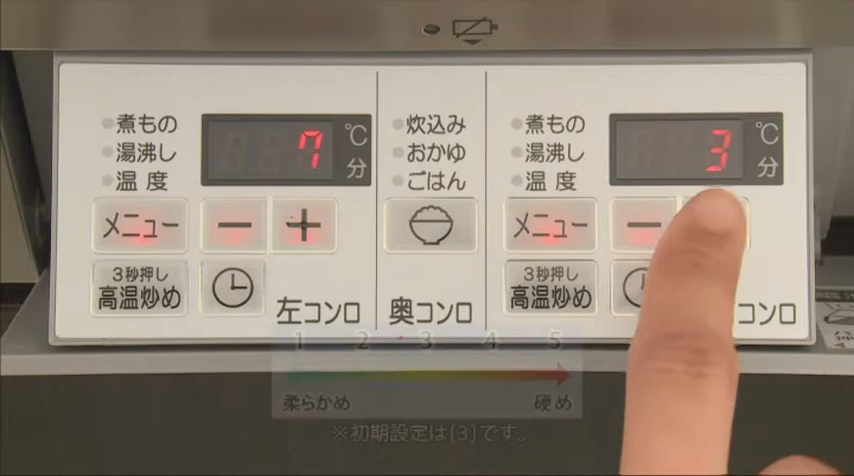 煮もの
湯沸し
温度
7
℃
分
メニュー
－
＋
3秒押し
高温炒め
左コンロ
炊込み
おかゆ
ごはん
奥コンロ
煮もの
湯沸し
温度
3
℃
分
メニュー
－
3秒押し
高温炒め
コンロ
1 2 3 4 5
柔らかめ 硬め
※初期設定は[3]です。